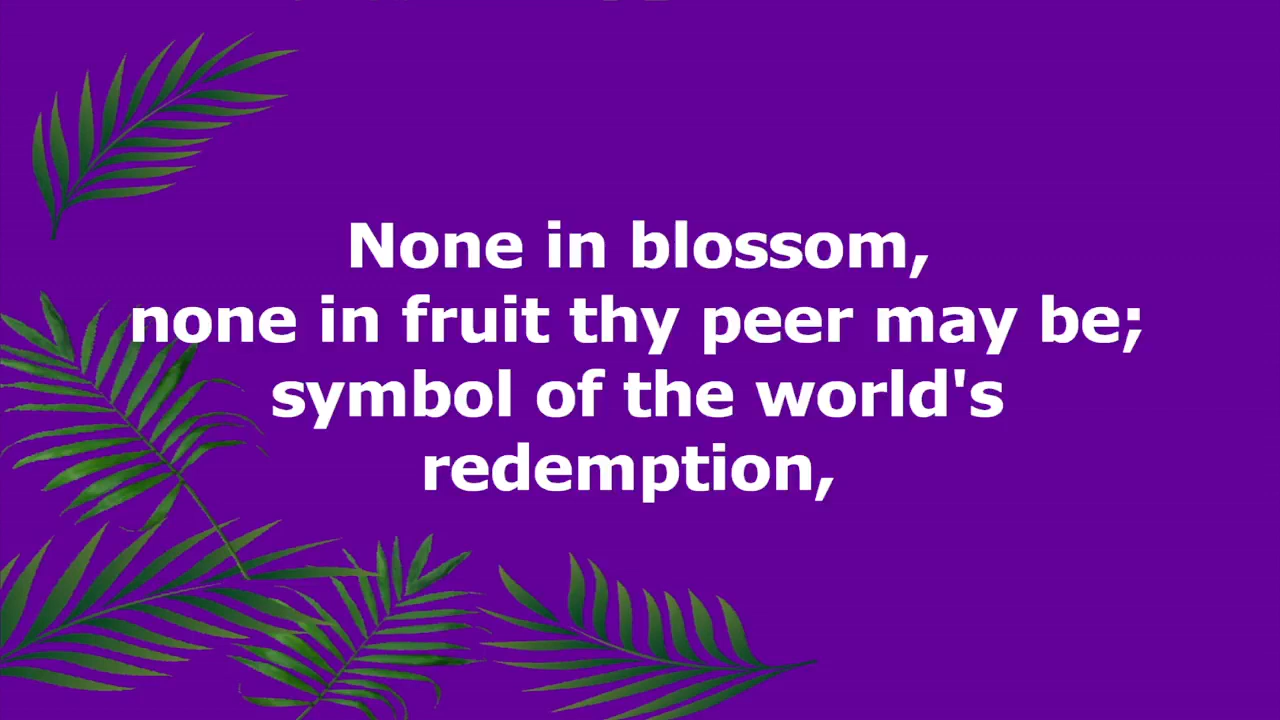 None in blossom,
none in fruit thy peer may be;
symbol of the world's
redemption,